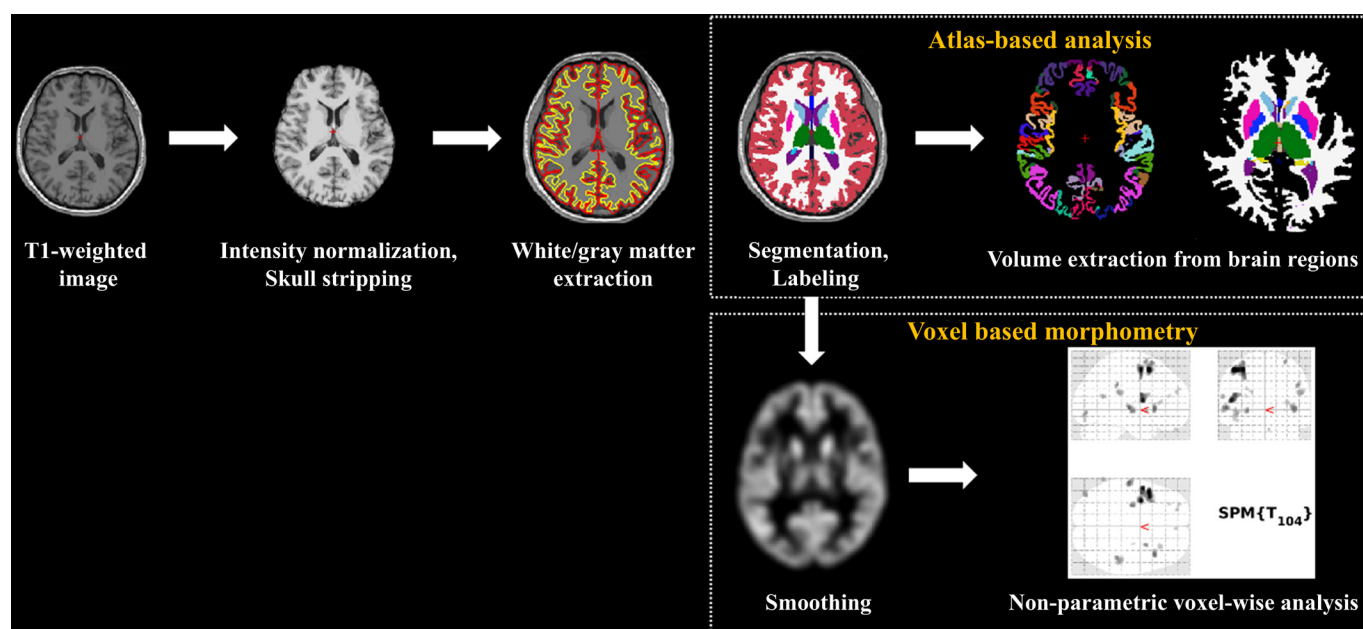 Atlas-based analysis
T1-weighted
image
Intensity normalization,
Skull stripping
White/gray matter
extraction
Segmentation,
Labeling
Volume extraction from brain regions
Voxel based morphometry
SPM{T104}
Smoothing
Non-parametric voxel-wise analysis